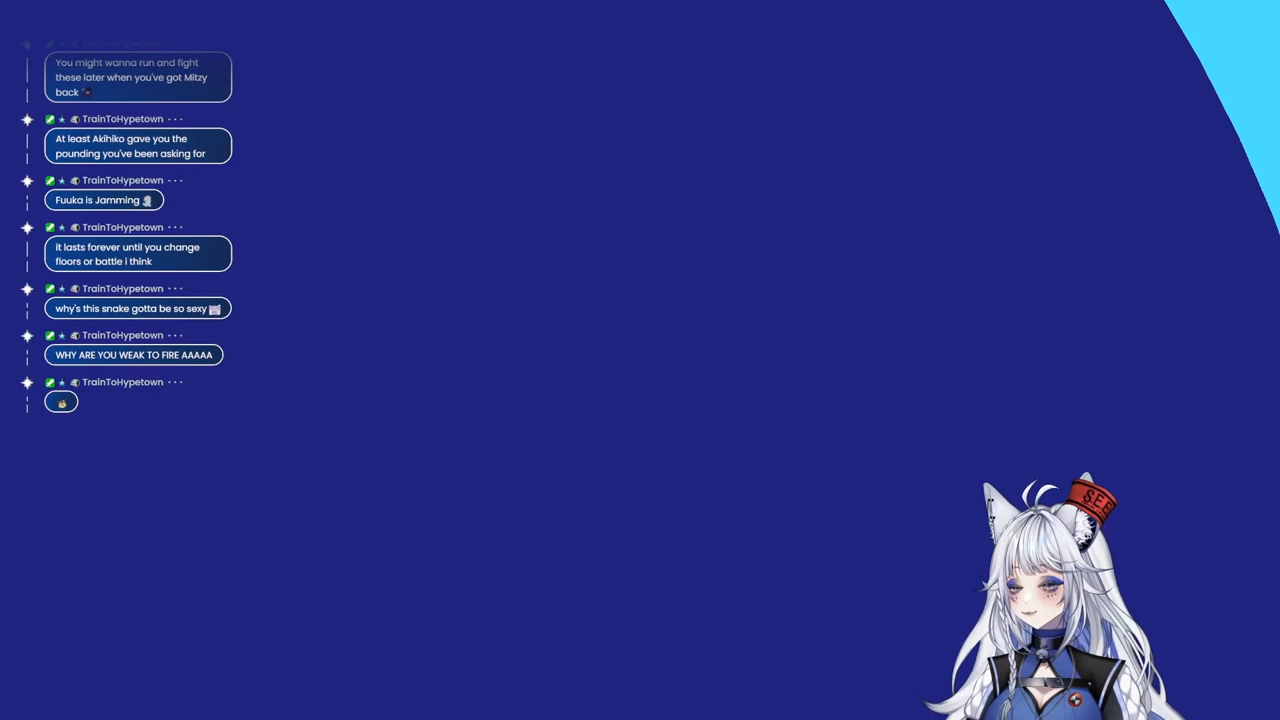 You might wanna run and fight
these later when you've got Mitzy
back
TrainToHypetown
At least Akihiko gave you the
pounding you've been asking for
TrainToHypetown
Fuuka is Jamming
TrainToHypetown
it lasts forever until you change
floors or battle i think
TrainToHypetown
why's this snake gotta be so sexy
TrainToHypetown
WHY ARE YOU WEAK TO FIRE AAAAA
TrainToHypetown
S.E.E